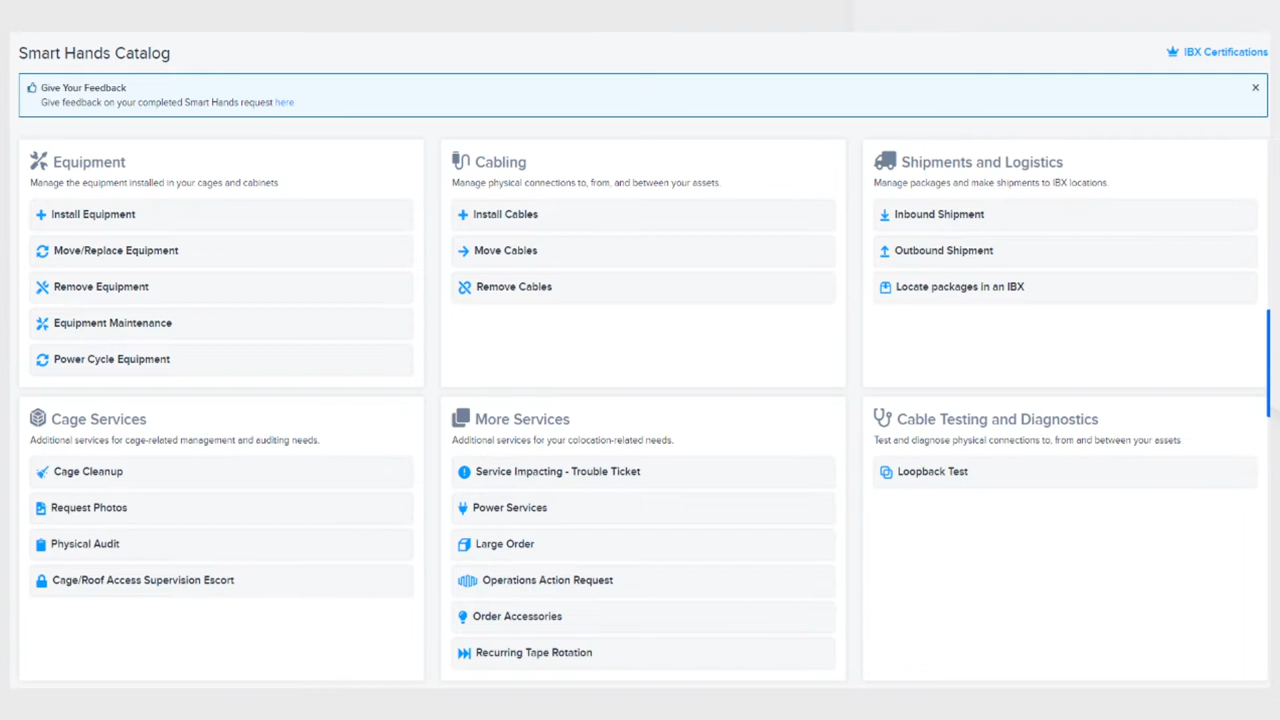 Smart Hands Catalog
IBX Certifications
Give Your Feedback
Give feedback on your completed Smart Hands request here
Equipment
Manage the equipment installed in your cages and cabinets
Install Equipment
Move/Replace Equipment
Remove Equipment
Equipment Maintenance
Power Cycle Equipment
Cabling
Manage physical connections to, from, and between your assets.
Install Cables
Move Cables
Remove Cables
Shipments and Logistics
Manage packages and make shipments to IBX locations.
Inbound Shipment
Outbound Shipment
Locate packages in an IBX
Cage Services
Additional services for cage-related management and auditing needs.
Cage Cleanup
Request Photos
Physical Audit
Cage/Roof Access Supervision Escort
More Services
Additional services for your colocation-related needs.
Service Impacting - Trouble Ticket
Power Services
Large Order
Operations Action Request
Order Accessories
Recurring Tape Rotation
Cable Testing and Diagnostics
Test and diagnose physical connections to, from and between your assets
Loopback Test